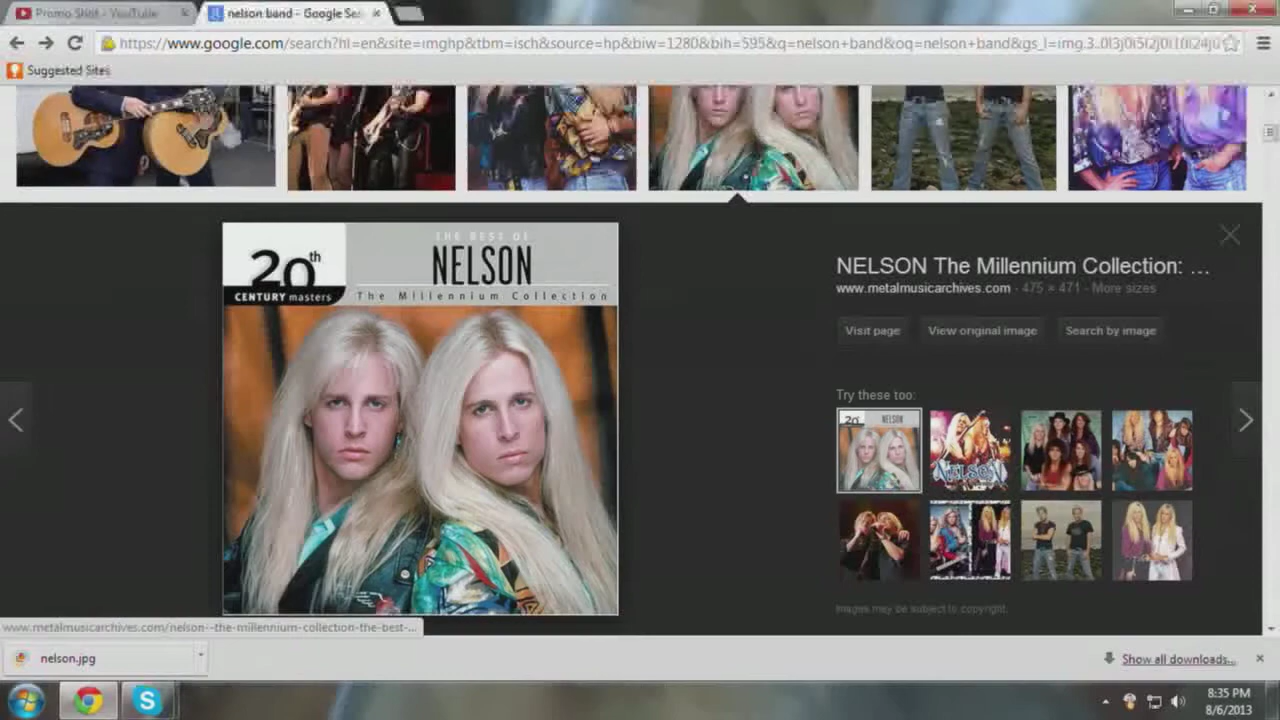 Promo Shot - YouTube
nelson band - Google Sea
https://www.google.com/search?hl=en&site=imghp&tbm=isch&source=hp&biw=1280&bih=595&q=nelson+band&oq=nelson+band&gs_l=img.3..
Suggested Sites
THE BEST OF
20th
NELSON
CENTURY masters
The Millennium Collection
NELSON The Millennium Collection: ...
www.metalmusicarchives.com · 475 × 471 - More sizes
Visit page
View original image
Search by image
Try these too:
20th
NELSON
NELSON
Images may be subject to copyright.
www.metalmusicarchives.com/nelson--the-millennium-collection-the-best-...
nelson.jpg
Show all downloads...
8:35 PM
8/6/2013